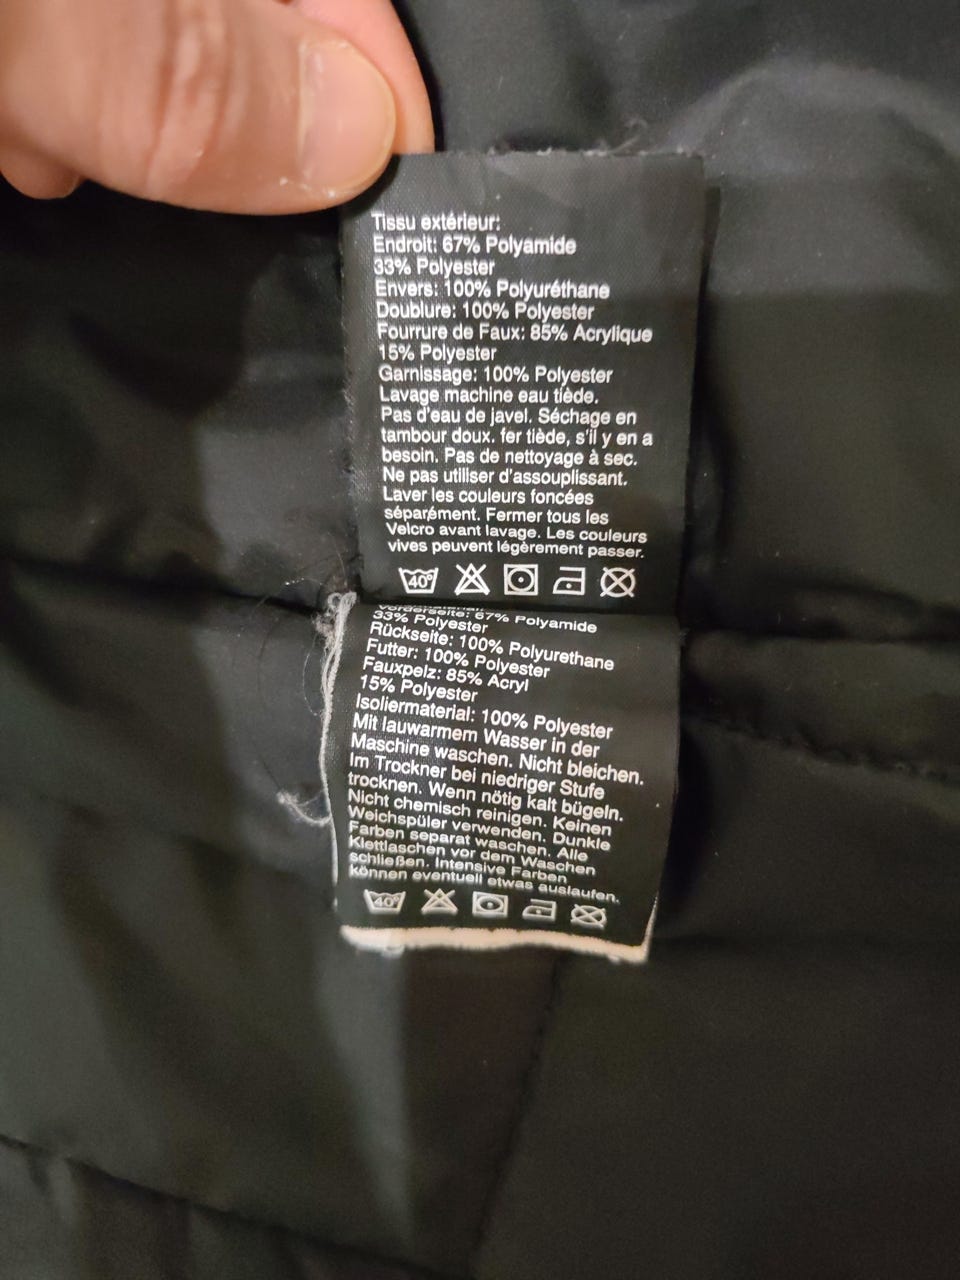 Tissu extérieur:
Endroit: 67% Polyamide
33% Polyester
Envers: 100% Polyuréthane
Doublure: 100% Polyester
Fourrure de Faux: 85% Acrylique
15% Polyester
Garnissage: 100% Polyester
Lavage machine eau tiède.
Pas d'eau de javel. Séchage en
tambour doux. fer tiède, s'il y en a
besoin. Pas de nettoyage à sec.
Ne pas utiliser d'assouplissant.
Laver les couleurs foncées
séparément. Fermer tous les
Velcro avant lavage. Les couleurs
vives peuvent légèrement passer.
40°
Vorderseite: 67% Polyamide
33% Polyester
Rückseite: 100% Polyurethane
Futter: 100% Polyester
Fauxpelz: 85% Acryl
15% Polyester
Isoliermaterial: 100% Polyester
Mit lauwarmem Wasser in der
Maschine waschen. Nicht bleichen.
Im Trockner bei niedriger Stufe
trocknen. Wenn nötig kalt bügeln.
Nicht chemisch reinigen. Keinen
Weichspüler verwenden. Dunkle
Farben separat waschen. Alle
Klettlaschen vor dem Waschen
schließen. Intensive Farben
können eventuell etwas auslaufen.
40°